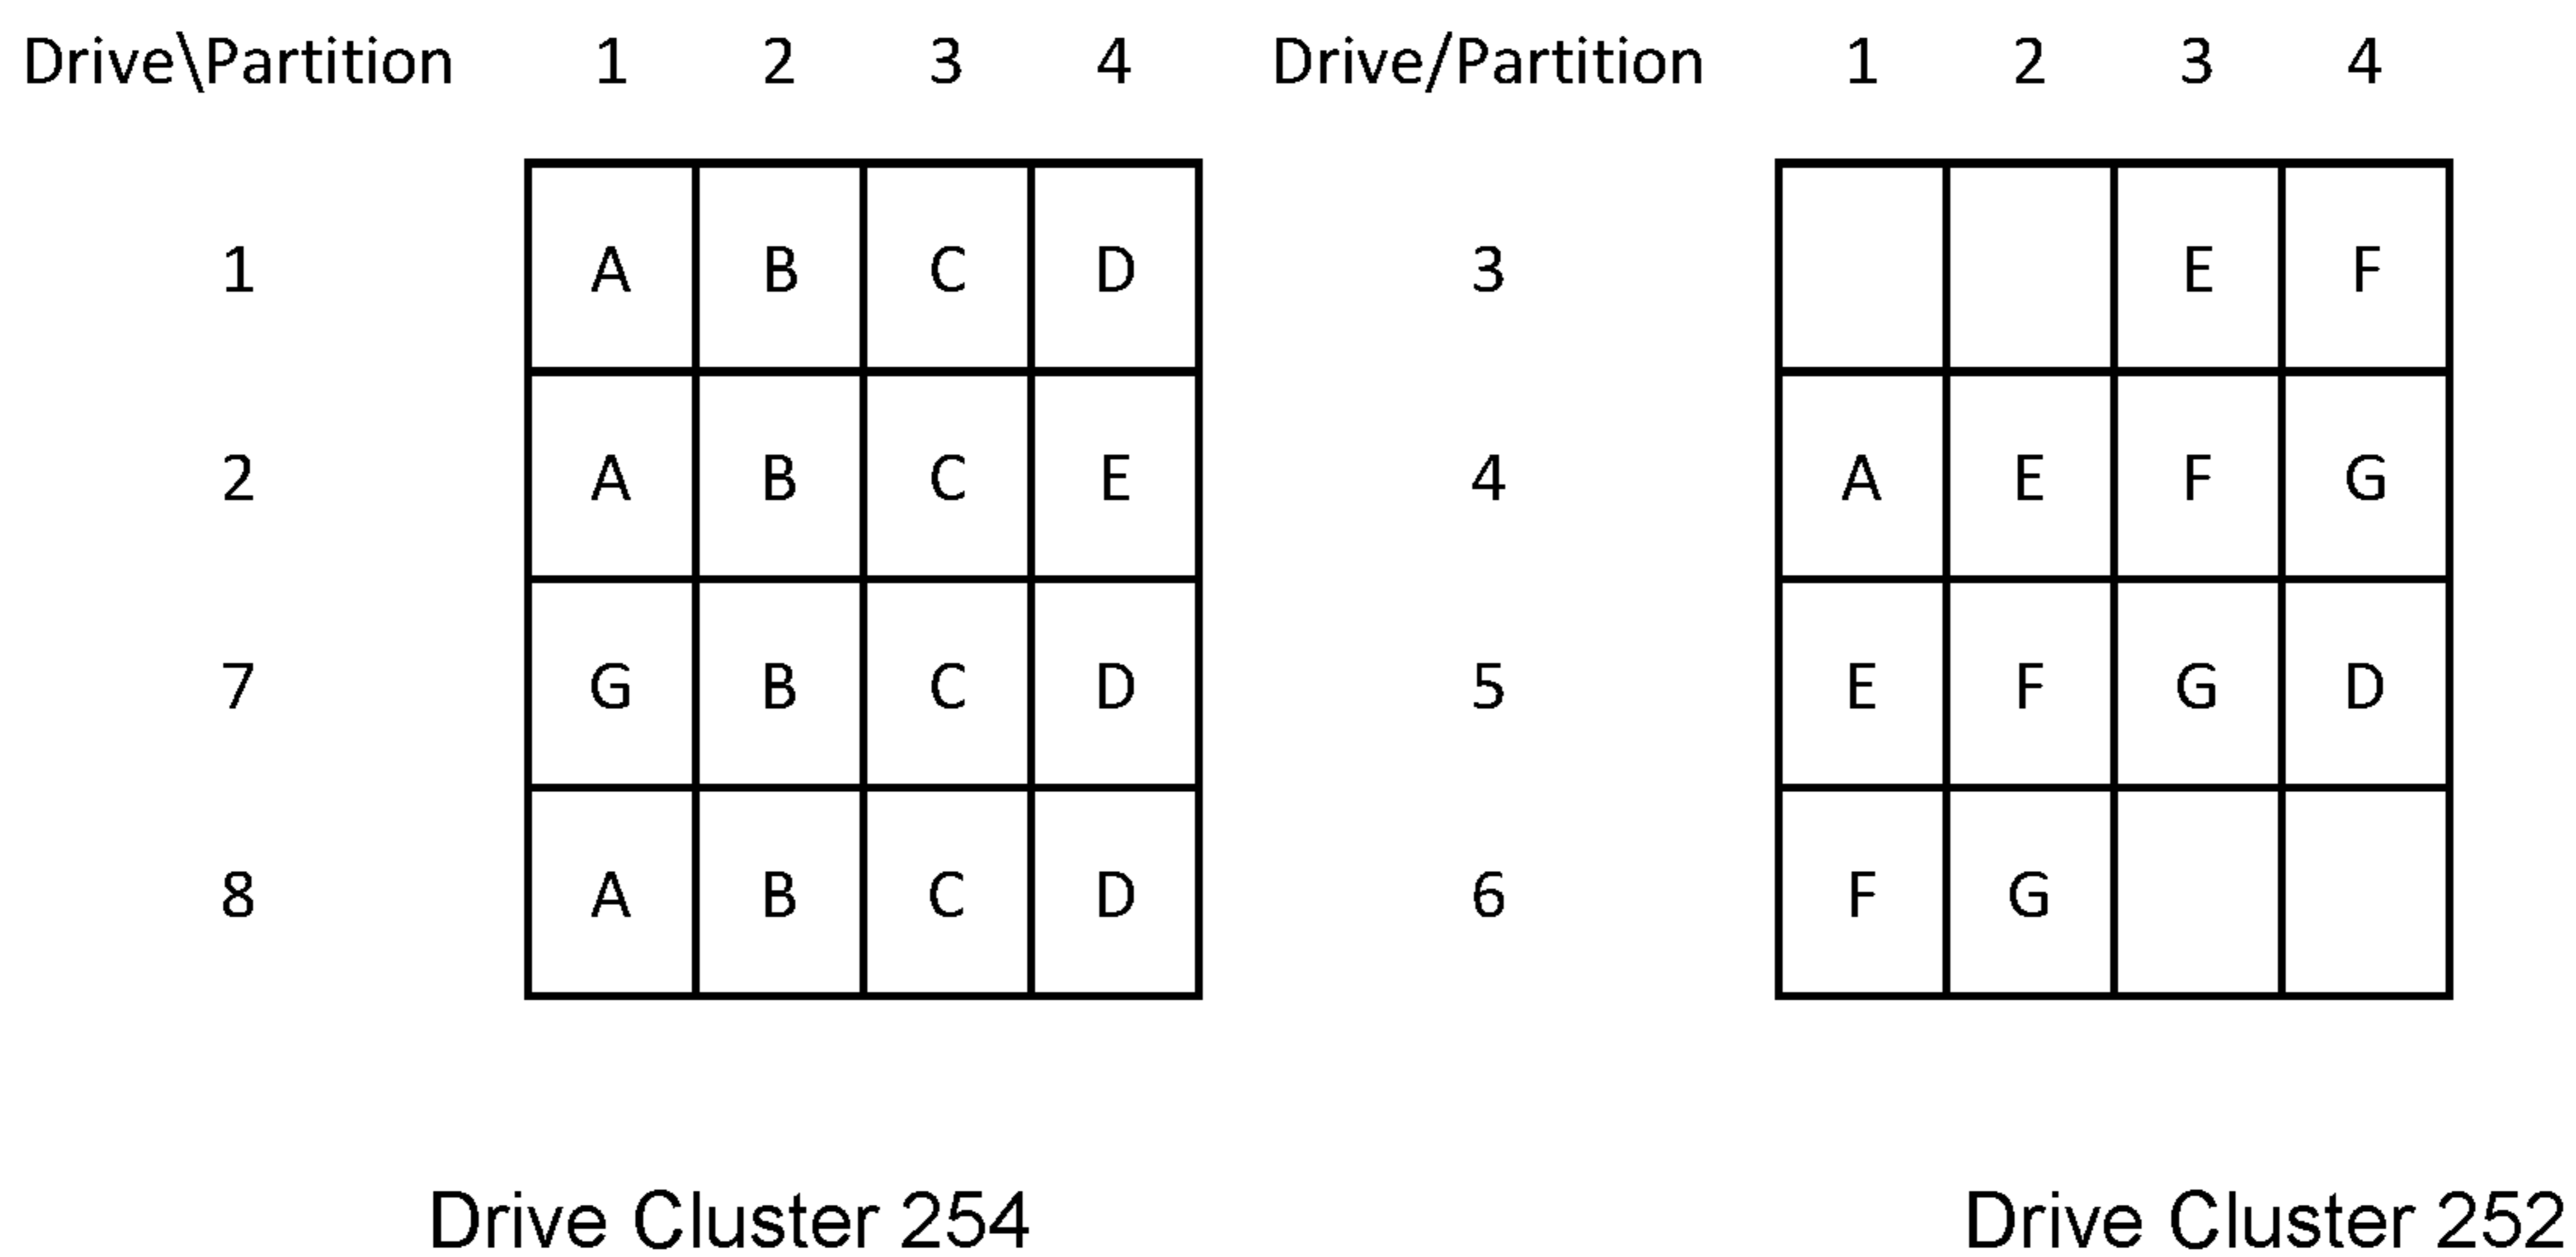 Drive\Partition 1 2 3 4 Drive/Partition 1 2 3 4
1 A B C D 3 E F
2 A B C E 4 A E F G
7 G B C D 5 E F G D
8 A B C D 6 F G
Drive Cluster 254 Drive Cluster 252